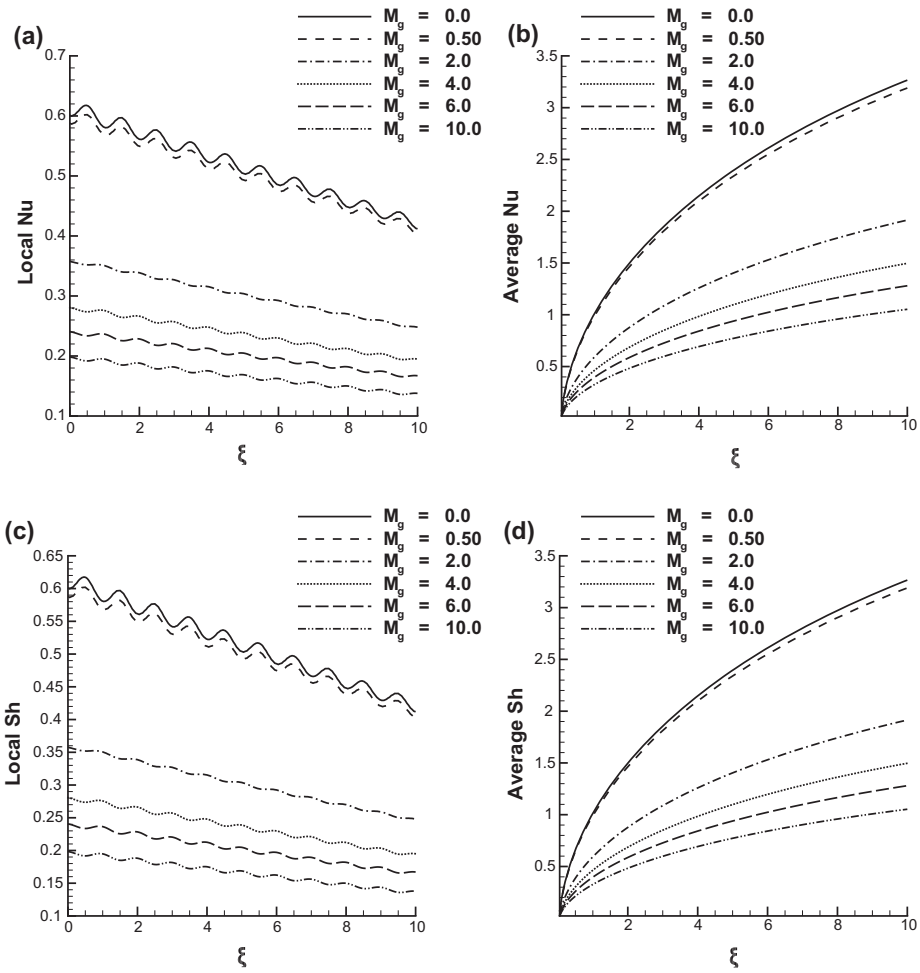 (a)
M_g = 0.0
M_g = 0.50
M_g = 2.0
M_g = 4.0
M_g = 6.0
M_g = 10.0
0.7
0.6
0.5
0.4
0.3
0.2
0.1
Local Nu
0 2 4 6 8 10
ξ
(b)
M_g = 0.0
M_g = 0.50
M_g = 2.0
M_g = 4.0
M_g = 6.0
M_g = 10.0
3.5
3
2.5
2
1.5
1
0.5
Average Nu
2 4 6 8 10
ξ
(c)
M_g = 0.0
M_g = 0.50
M_g = 2.0
M_g = 4.0
M_g = 6.0
M_g = 10.0
0.65
0.6
0.55
0.5
0.45
0.4
0.35
0.3
0.25
0.2
0.15
0.1
Local Sh
0 2 4 6 8 10
ξ
(d)
M_g = 0.0
M_g = 0.50
M_g = 2.0
M_g = 4.0
M_g = 6.0
M_g = 10.0
3.5
3
2.5
2
1.5
1
0.5
Average Sh
2 4 6 8 10
ξ